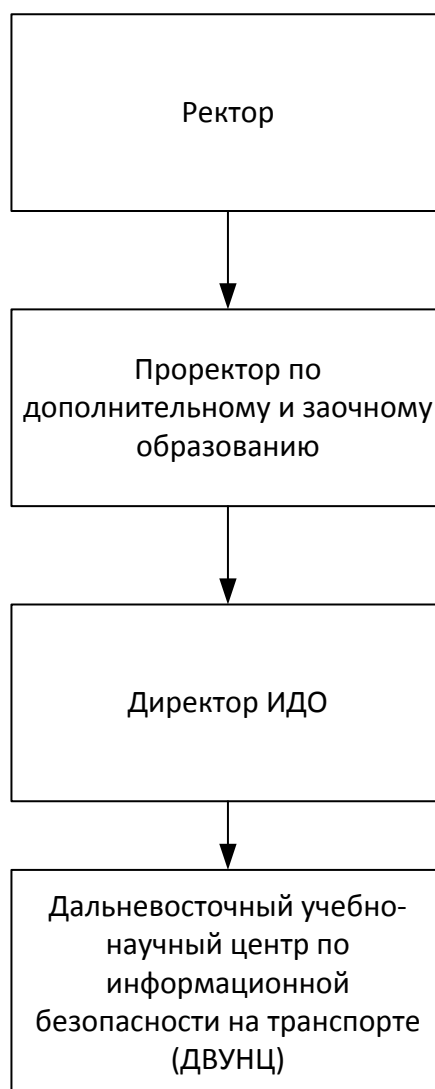 Ректор
Проректор по
дополнительному и заочному
образованию
Директор ИДО
Дальневосточный учебно-
научный центр по
информационной
безопасности на транспорте
(ДВУНЦ)